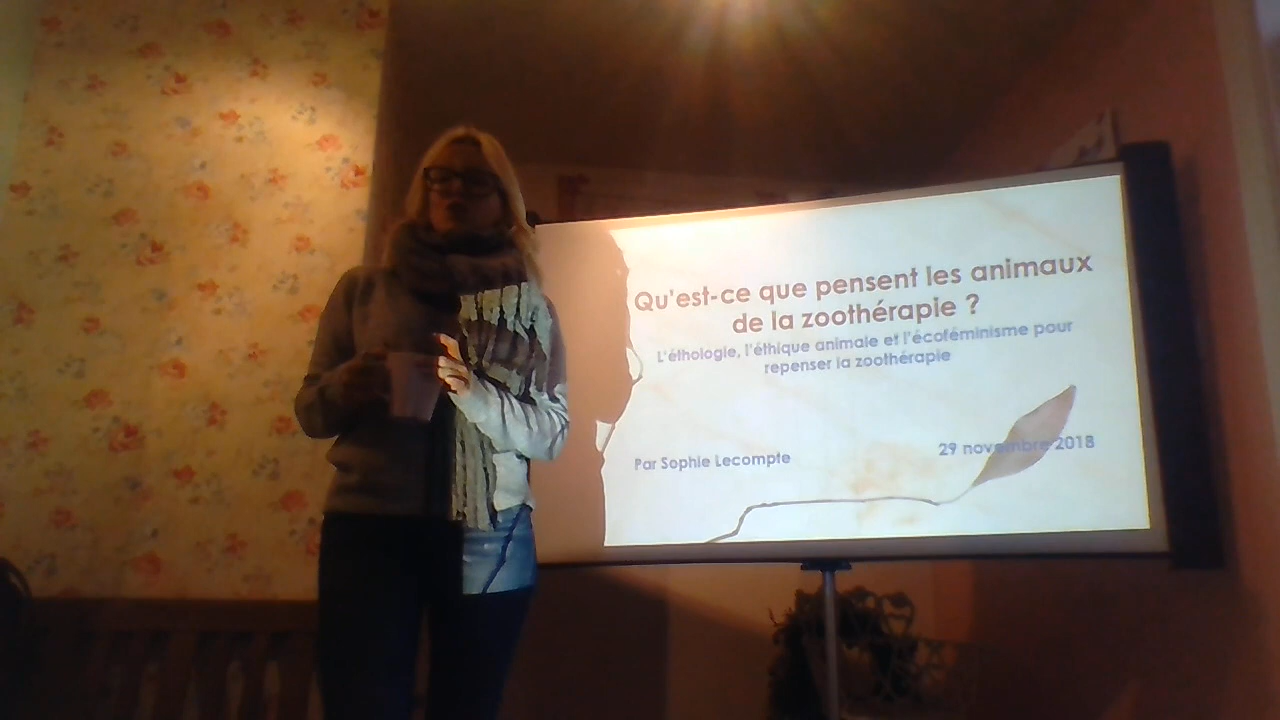 Qu'est-ce que pensent les animaux
de la zoothérapie ?
L'éthologie, l'éthique animale et l'écoféminisme pour
repenser la zoothérapie
Par Sophie Lecompte
29 novembre 2018